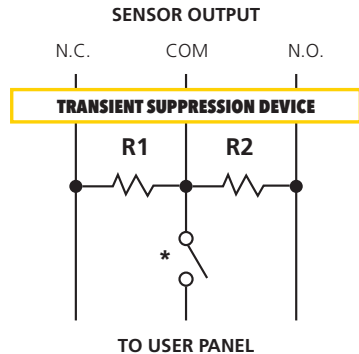 SENSOR OUTPUT
N.C. COM N.O.
TRANSIENT SUPPRESSION DEVICE
R1 R2
*
TO USER PANEL